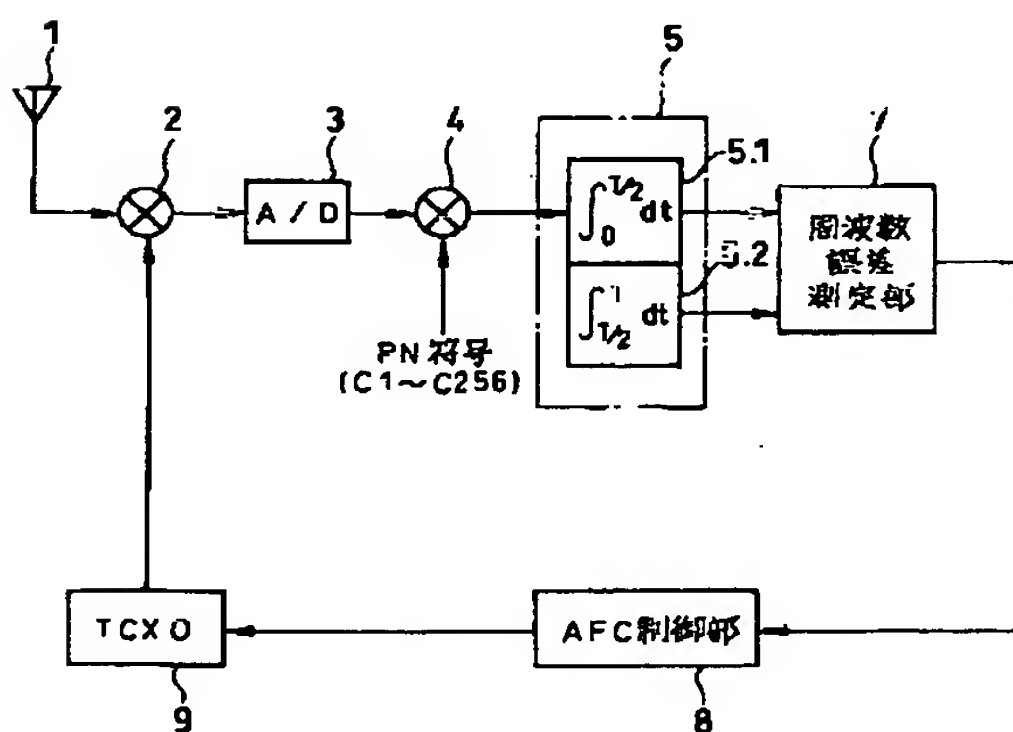 1
2
3
4
5
5.1
5.2
7
A/D
∫₀^{T/2} dt
∫_{T/2}^{T} dt
周波数
誤差
測定部
PN符号
(C1〜C256)
TCXO
AFC制御部
9
8